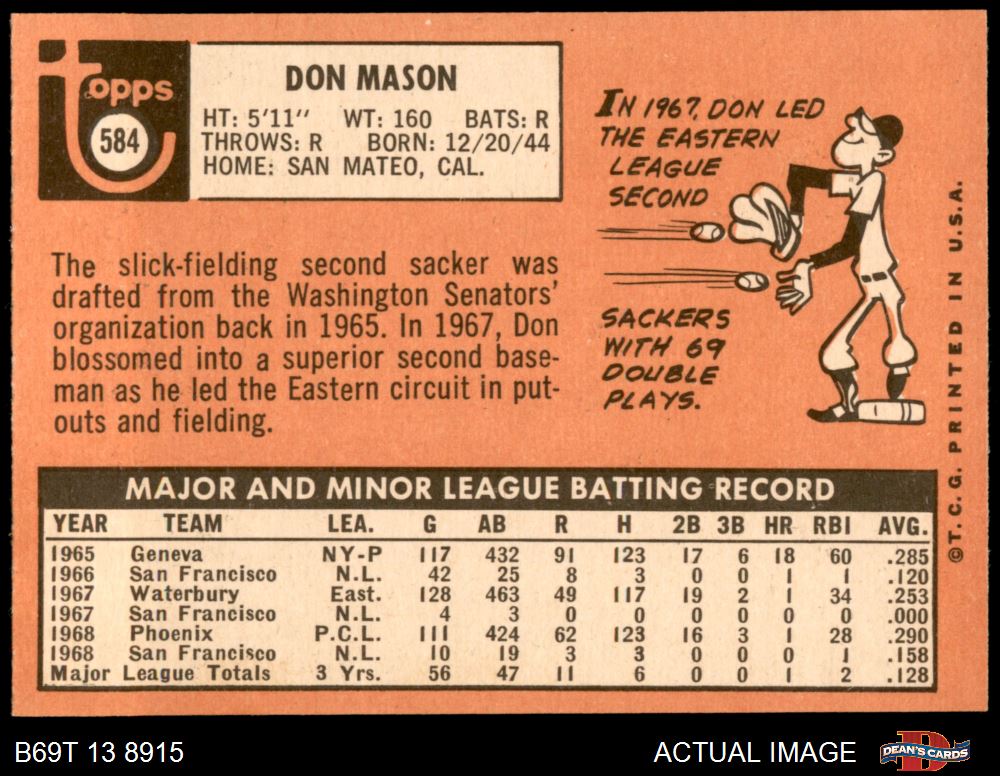 Topps
584
DON MASON
HT: 5'11" WT: 160 BATS: R
THROWS: R BORN: 12/20/44
HOME: SAN MATEO, CAL.
The slick-fielding second sacker was
drafted from the Washington Senators'
organization back in 1965. In 1967, Don
blossomed into a superior second base-
man as he led the Eastern circuit in put-
outs and fielding.
IN 1967, DON LED
THE EASTERN
LEAGUE
SECOND
SACKERS
WITH 69
DOUBLE
PLAYS.
©T. C. G. PRINTED IN U.S.A.
MAJOR AND MINOR LEAGUE BATTING RECORD
YEAR TEAM LEA. G AB R H 2B 3B HR RBI AVG.
1965 Geneva NY-P 117 432 91 123 17 6 18 60 .285
1966 San Francisco N.L. 42 25 8 3 0 0 1 1 .120
1967 Waterbury East. 128 463 49 117 19 2 1 34 .253
1967 San Francisco N.L. 4 3 0 0 0 0 0 0 .000
1968 Phoenix P.C.L. 111 424 62 123 16 3 1 28 .290
1968 San Francisco N.L. 10 19 3 3 0 0 0 1 .158
Major League Totals 3 Yrs. 56 47 11 6 0 0 1 2 .128
B69T 13 8915
ACTUAL IMAGE
DEAN'S CARDS